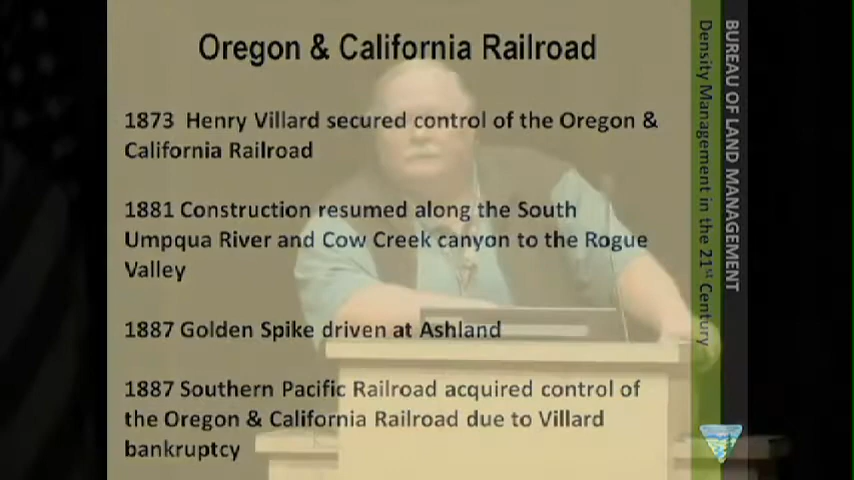 Oregon & California Railroad
1873 Henry Villard secured control of the Oregon &
California Railroad
1881 Construction resumed along the South
Umpqua River and Cow Creek canyon to the Rogue
Valley
1887 Golden Spike driven at Ashland
1887 Southern Pacific Railroad acquired control of
the Oregon & California Railroad due to Villard
bankruptcy
BUREAU OF LAND MANAGEMENT
Density Management in the 21st Century